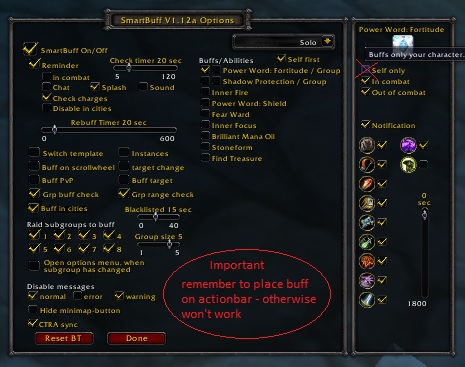 SmartBuff V1.12a Options
SmartBuff On/Off
Solo
Reminder
Check timer 20 sec
5 120
In combat
Chat
Splash
Sound
Check charges
Disable in cities
Rebuff Timer 20 sec
0 600
Switch template
Instances
Buff on scrollwheel
target change
Buff PvP
Buff target
Grp buff check
Grp range check
Buff in cities
Blacklisted 15 sec
0 40
Raid Subgroups to buff
1 2 3 4
5 6 7 8
Group size 5
1 5
Open options menu, when
subgroup has changed
Disable messages
normal error warning
Hide minimap-button
CTRA sync
Reset BT
Done
Buffs/Abilities
Self first
Power Word: Fortitude / Group
Shadow Protection / Group
Inner Fire
Power Word: Shield
Fear Ward
Inner Focus
Brilliant Mana Oil
Stoneform
Find Treasure
Important
remember to place buff
on actionbar - otherwise
won't work
Power Word: Fortitude
Buffs only your character.
Self only
In combat
Out of combat
Notification
0
sec
1800